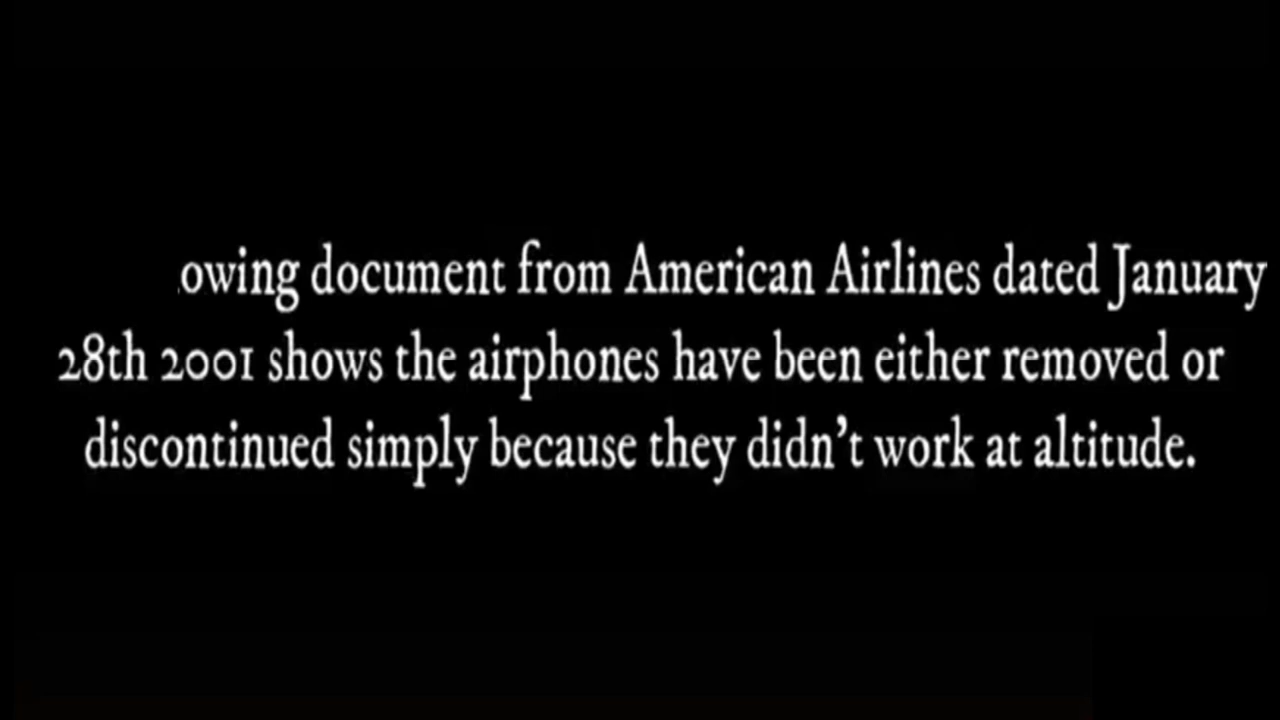 owing document from American Airlines dated January
28th 2001 shows the airphones have been either removed or
discontinued simply because they didn't work at altitude.